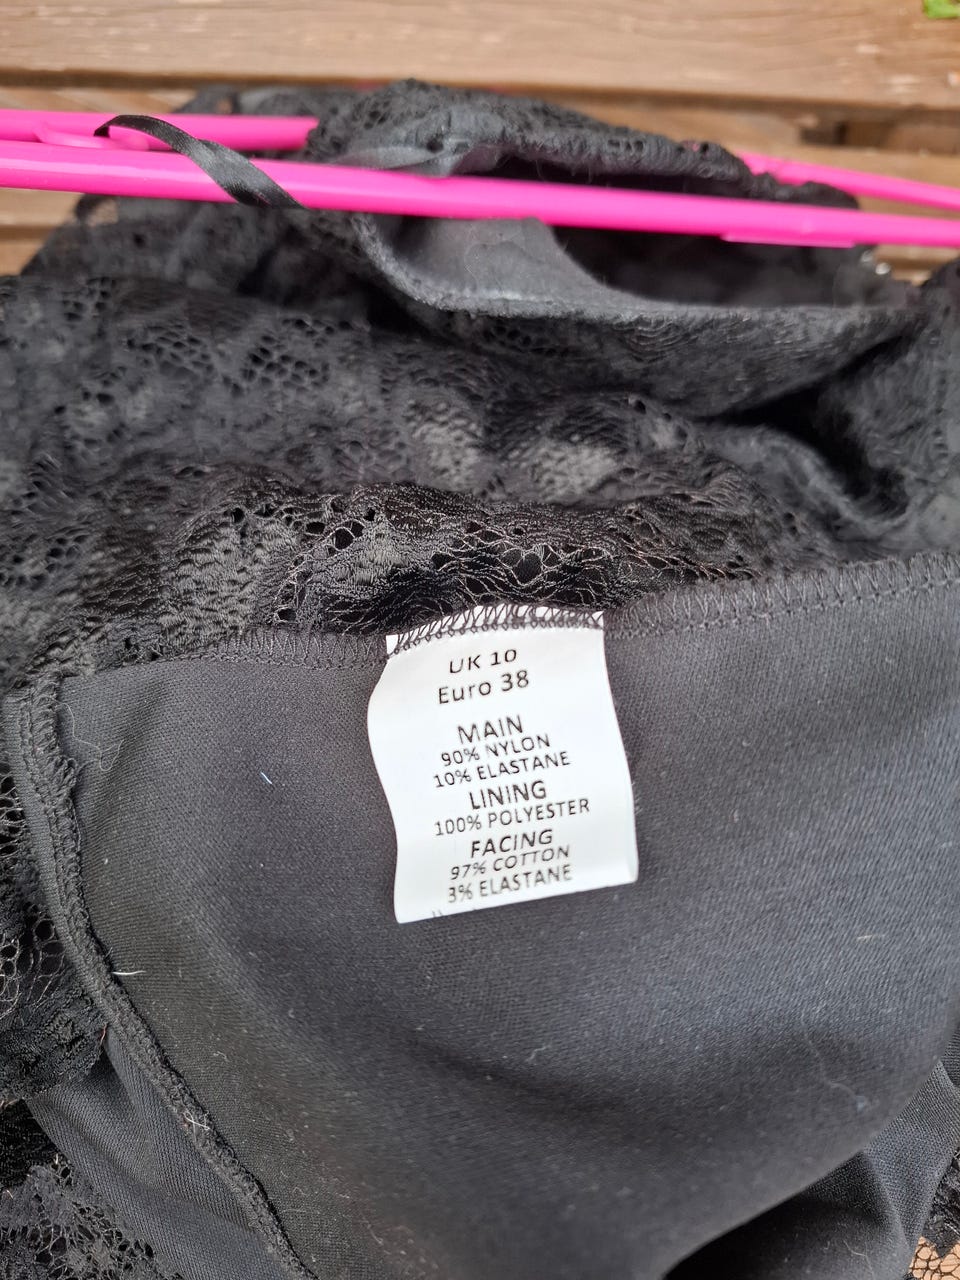 UK 10
Euro 38
MAIN
90% NYLON
10% ELASTANE
LINING
100% POLYESTER
FACING
97% COTTON
3% ELASTANE